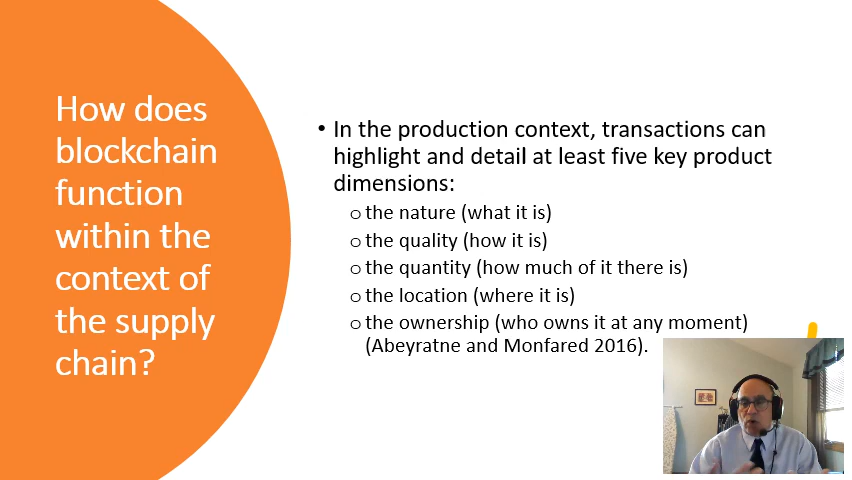 How does
blockchain
function
within the
context of
the supply
chain?
• In the production context, transactions can
highlight and detail at least five key product
dimensions:
o the nature (what it is)
o the quality (how it is)
o the quantity (how much of it there is)
o the location (where it is)
o the ownership (who owns it at any moment)
(Abeyratne and Monfared 2016).